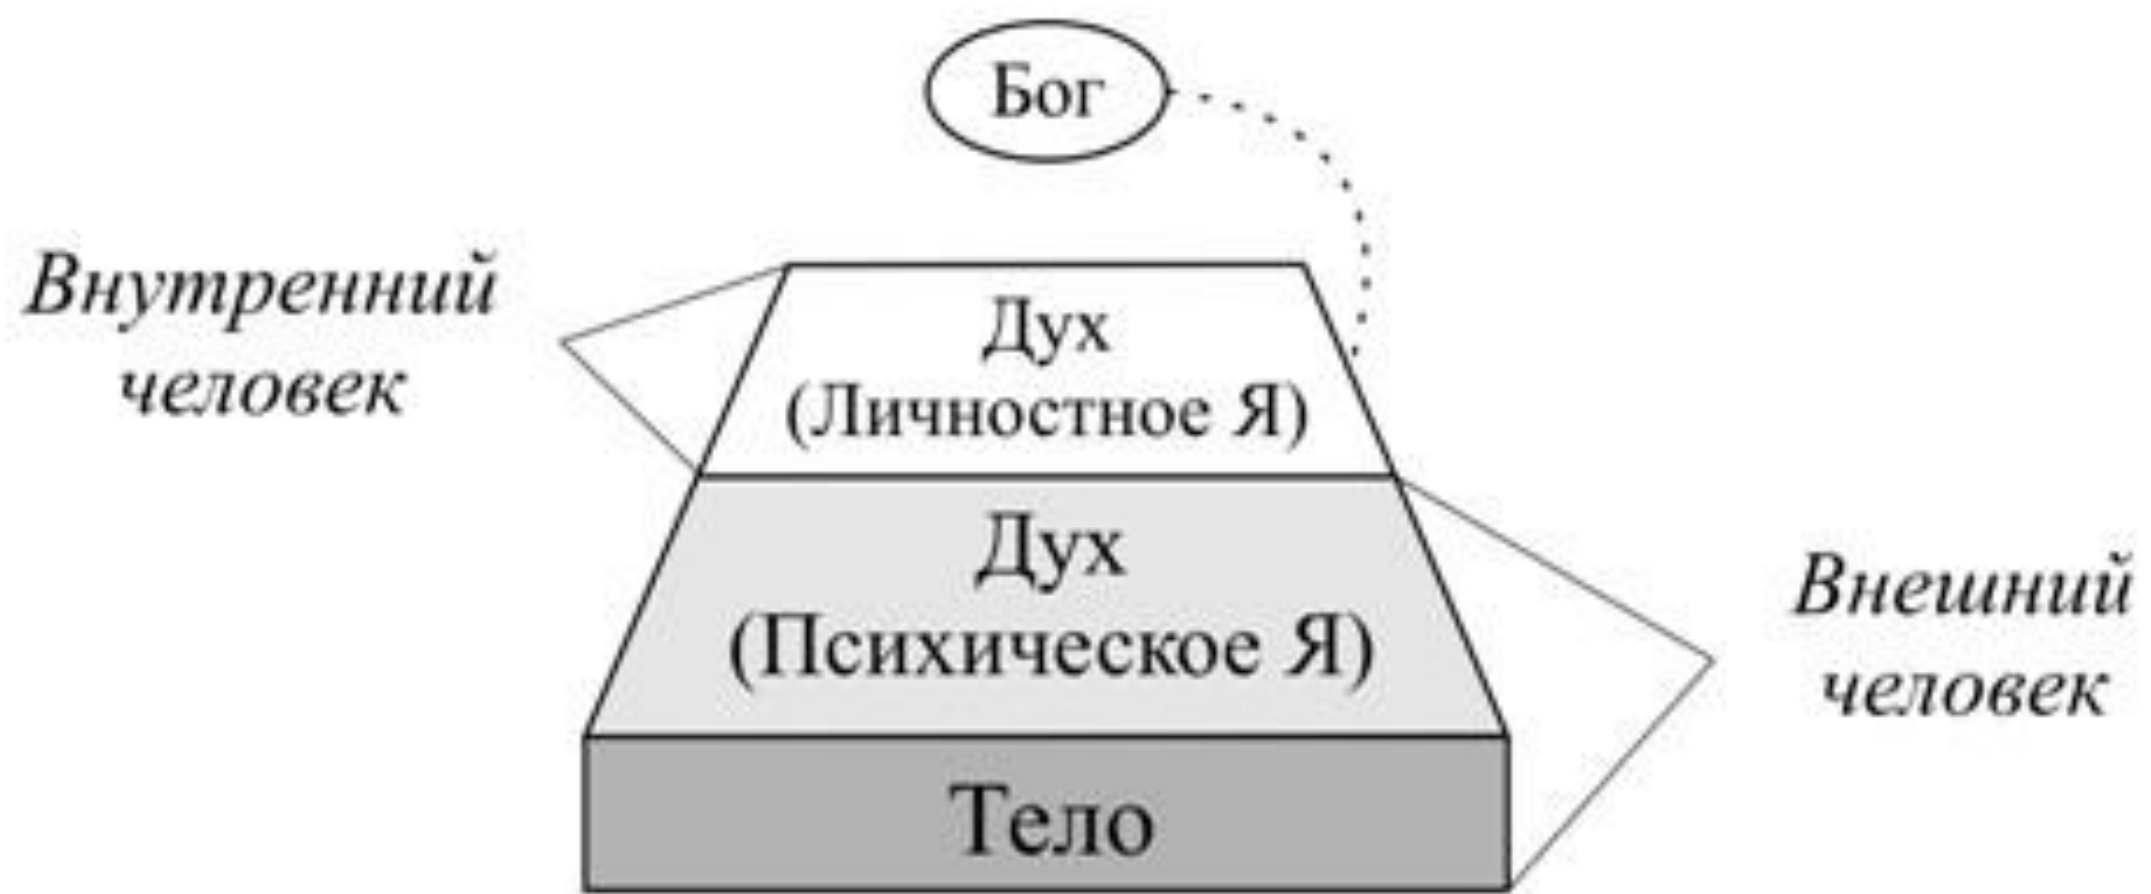 Бог
Внутренний
человек
Дух
(Личностное Я)
Дух
(Психическое Я)
Внешний
человек
Тело